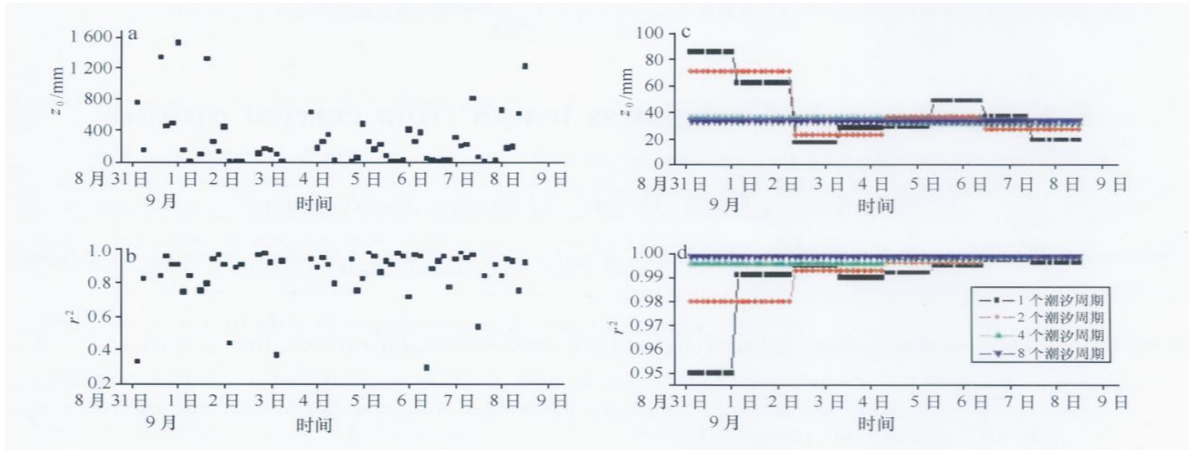 a
1 600
1 200
800
400
0
z₀/mm
8 月 31 日 1 日 2 日 3 日 4 日 5 日 6 日 7 日 8 日 9 日
9 月
时间
c
100
80
60
40
20
0
z₀/mm
8 月 31 日 1 日 2 日 3 日 4 日 5 日 6 日 7 日 8 日 9 日
9 月
时间
b
1.0
0.8
0.6
0.4
0.2
r²
8 月 31 日 1 日 2 日 3 日 4 日 5 日 6 日 7 日 8 日 9 日
9 月
时间
d
1.00
0.99
0.98
0.97
0.96
0.95
r²
1 个潮汐周期
2 个潮汐周期
4 个潮汐周期
8 个潮汐周期
8 月 31 日 1 日 2 日 3 日 4 日 5 日 6 日 7 日 8 日 9 日
9 月
时间